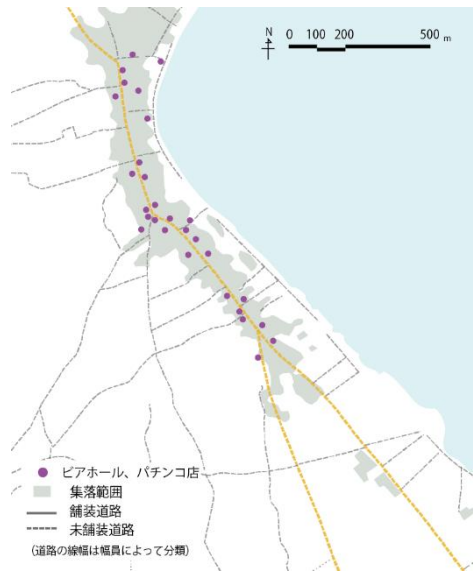 N
0 100 200 500 m
ビアホール、パチンコ店
集落範囲
舗装道路
未舗装道路
(道路の線幅は幅員によって分類)